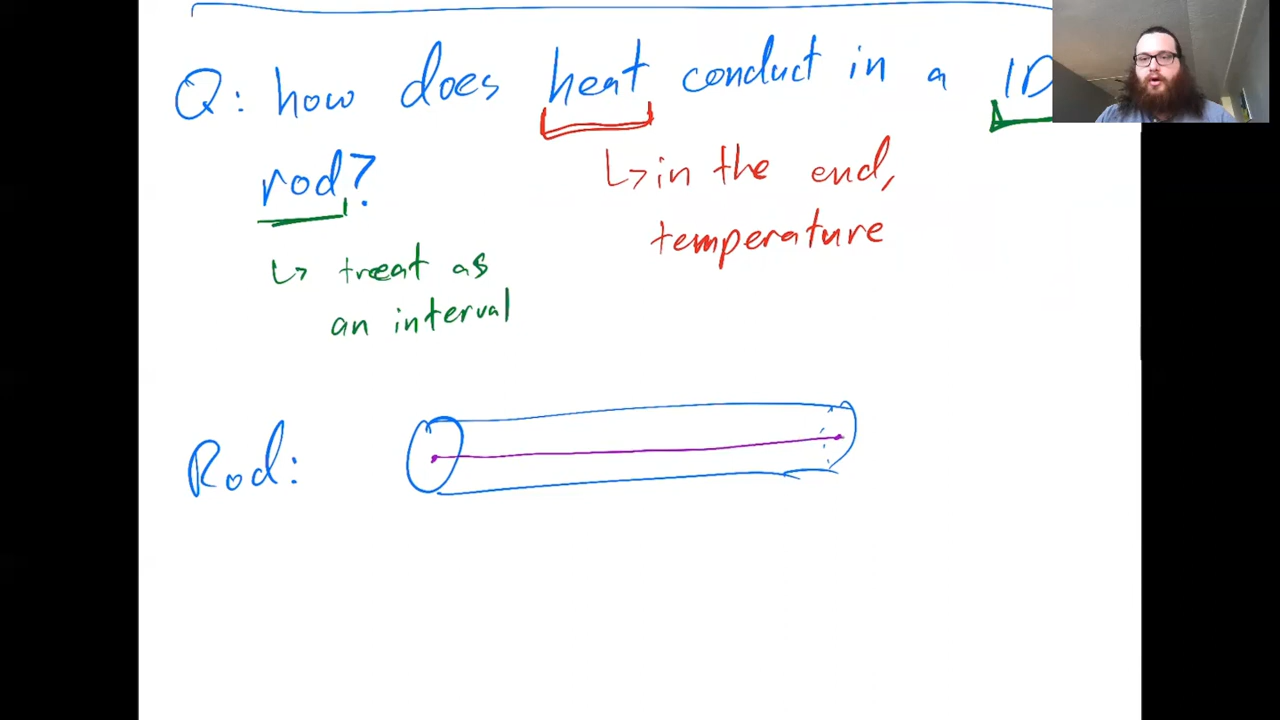 Q: how does heat conduct in a 1D
rod?
↳ in the end,
temperature
↳ treat as
an interval
Rod: